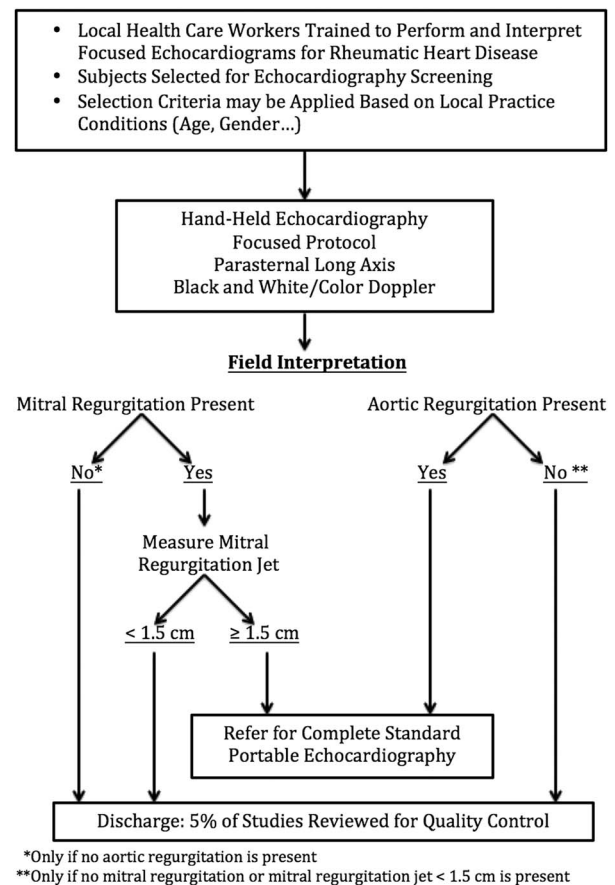 • Local Health Care Workers Trained to Perform and Interpret
Focused Echocardiograms for Rheumatic Heart Disease
• Subjects Selected for Echocardiography Screening
• Selection Criteria may be Applied Based on Local Practice
Conditions (Age, Gender...)
Hand-Held Echocardiography
Focused Protocol
Parasternal Long Axis
Black and White/Color Doppler
Field Interpretation
Mitral Regurgitation Present
Aortic Regurgitation Present
No*
Yes
Yes
No **
Measure Mitral
Regurgitation Jet
< 1.5 cm
≥ 1.5 cm
Refer for Complete Standard
Portable Echocardiography
Discharge: 5% of Studies Reviewed for Quality Control
*Only if no aortic regurgitation is present
**Only if no mitral regurgitation or mitral regurgitation jet < 1.5 cm is present